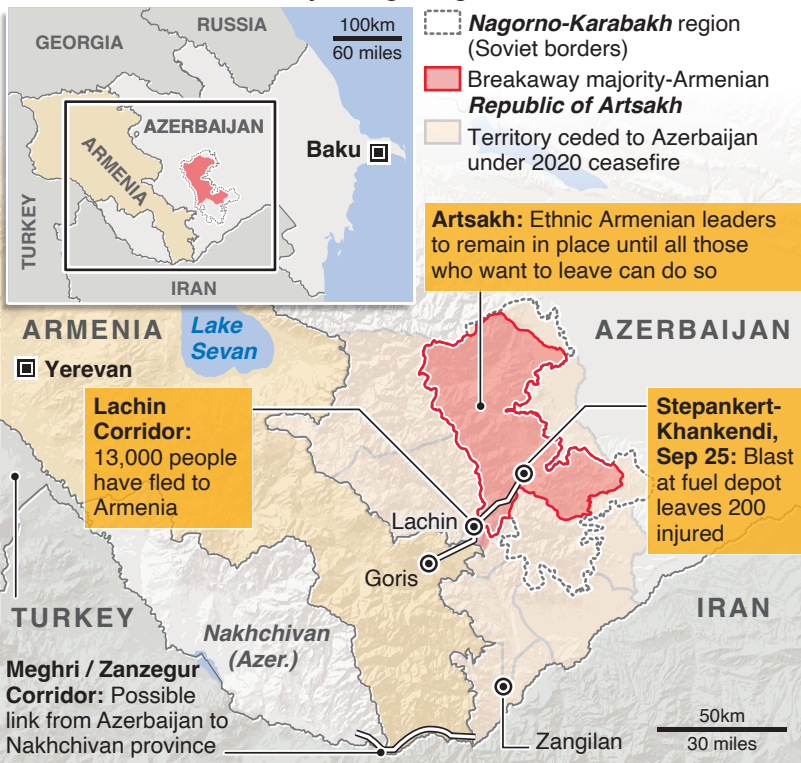 RUSSIA
GEORGIA
100km
60 miles
AZERBAIJAN
ARMENIA
Baku
TURKEY
IRAN
Nagorno-Karabakh region
(Soviet borders)
Breakaway majority-Armenian
Republic of Artsakh
Territory ceded to Azerbaijan
under 2020 ceasefire
Artsakh: Ethnic Armenian leaders
to remain in place until all those
who want to leave can do so
ARMENIA
Lake
Sevan
AZERBAIJAN
Yerevan
Lachin
Corridor:
13,000 people
have fled to
Armenia
Stepankert-
Khankendi,
Sep 25: Blast
at fuel depot
leaves 200
injured
Lachin
Goris
TURKEY
Nakhchivan
(Azer.)
IRAN
Meghri / Zanzegur
Corridor: Possible
link from Azerbaijan to
Nakhchivan province
Zangilan
50km
30 miles